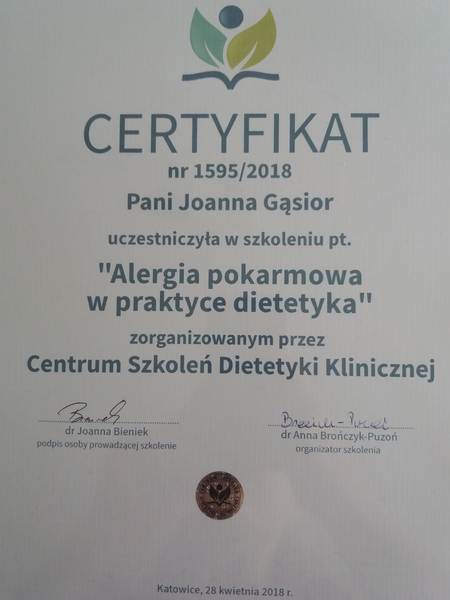 CERTYFIKAT
nr 1595/2018
Pani Joanna Gąsior
uczestniczyła w szkoleniu pt.
"Alergia pokarmowa
w praktyce dietetyka"
zorganizowanym przez
Centrum Szkoleń Dietetyki Klinicznej
dr Joanna Bieniek
podpis osoby prowadzącej szkolenie
dr Anna Brończyk-Puzoń
organizator szkolenia
Katowice, 28 kwietnia 2018 r.